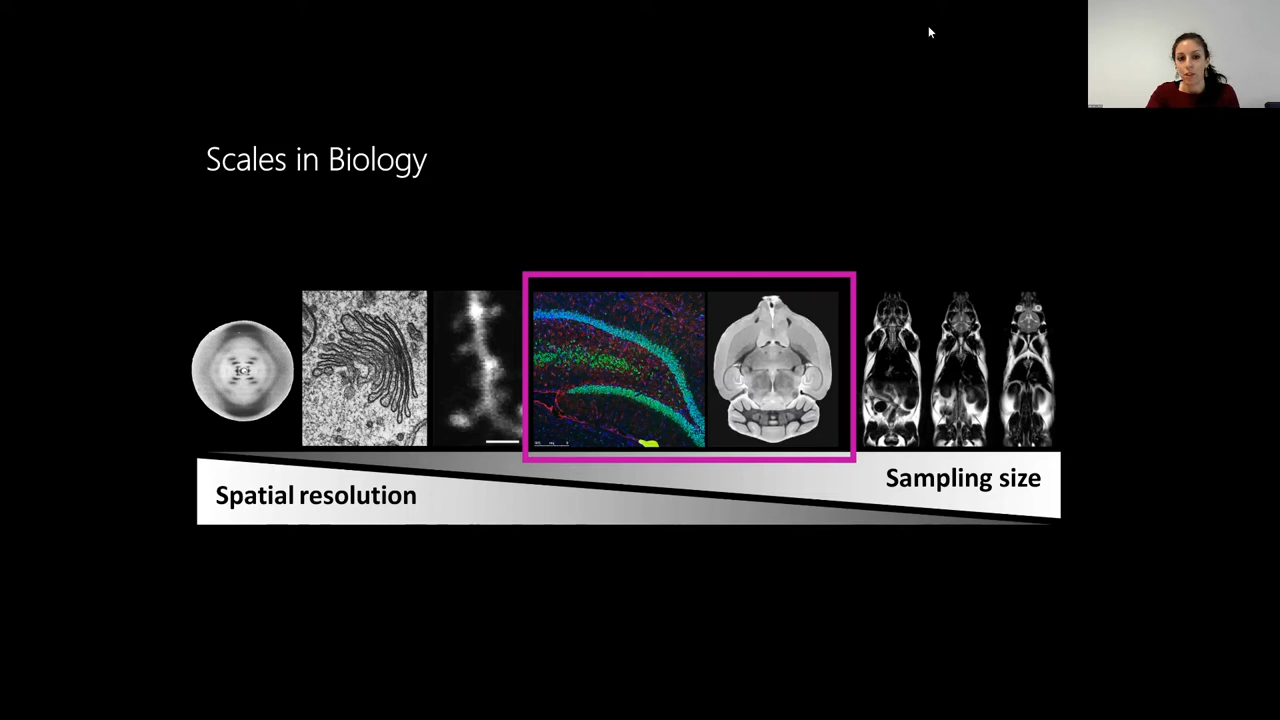 Scales in Biology
Spatial resolution
Sampling size